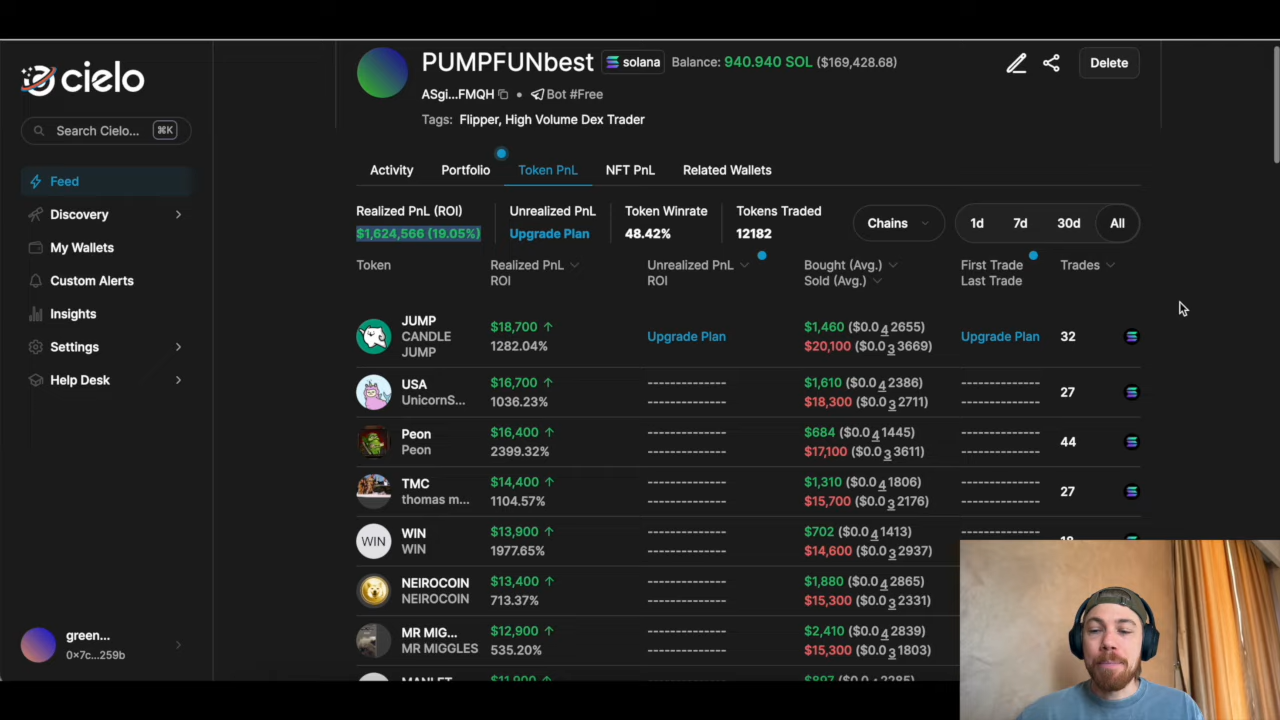 cielo
Search Cielo... ⌘K
Feed
Discovery
My Wallets
Custom Alerts
Insights
Settings
Help Desk
green...
0×7c...259b
PUMPFUNbest solana Balance: 940.940 SOL ($169,428.68)
Delete
ASgi...FMQH • Bot #Free
Tags: Flipper, High Volume Dex Trader
Activity Portfolio Token PnL NFT PnL Related Wallets
Realized PnL (ROI) Unrealized PnL Token Winrate Tokens Traded
$1,624,566 (19.05%) Upgrade Plan 48.42% 12182
Chains 1d 7d 30d All
Token Realized PnL Unrealized PnL Bought (Avg.) First Trade Trades
ROI ROI Sold (Avg.) Last Trade
JUMP $18,700 ↑ $1,460 ($0.0₄2655)
CANDLE Upgrade Plan Upgrade Plan 32
JUMP 1282.04% $20,100 ($0.0₃3669)
USA $16,700 ↑ -------------- $1,610 ($0.0₄2386) -------------- 27
UnicornS... 1036.23% -------------- $18,300 ($0.0₃2711) --------------
Peon $16,400 ↑ -------------- $684 ($0.0₄1445) -------------- 44
Peon 2399.32% -------------- $17,100 ($0.0₃3611) --------------
TMC $14,400 ↑ -------------- $1,310 ($0.0₄1806) -------------- 27
thomas m... 1104.57% -------------- $15,700 ($0.0₃2176) --------------
WIN WIN $13,900 ↑ -------------- $702 ($0.0₄1413) --------------
WIN 1977.65% -------------- $14,600 ($0.0₃2937)
NEIROCOIN $13,400 ↑ -------------- $1,880 ($0.0₄2865)
NEIROCOIN 713.37% -------------- $15,300 ($0.0₃2331)
MR MIG... $12,900 ↑ -------------- $2,410 ($0.0₄2839)
MR MIGGLES 535.20% -------------- $15,300 ($0.0₃1803)